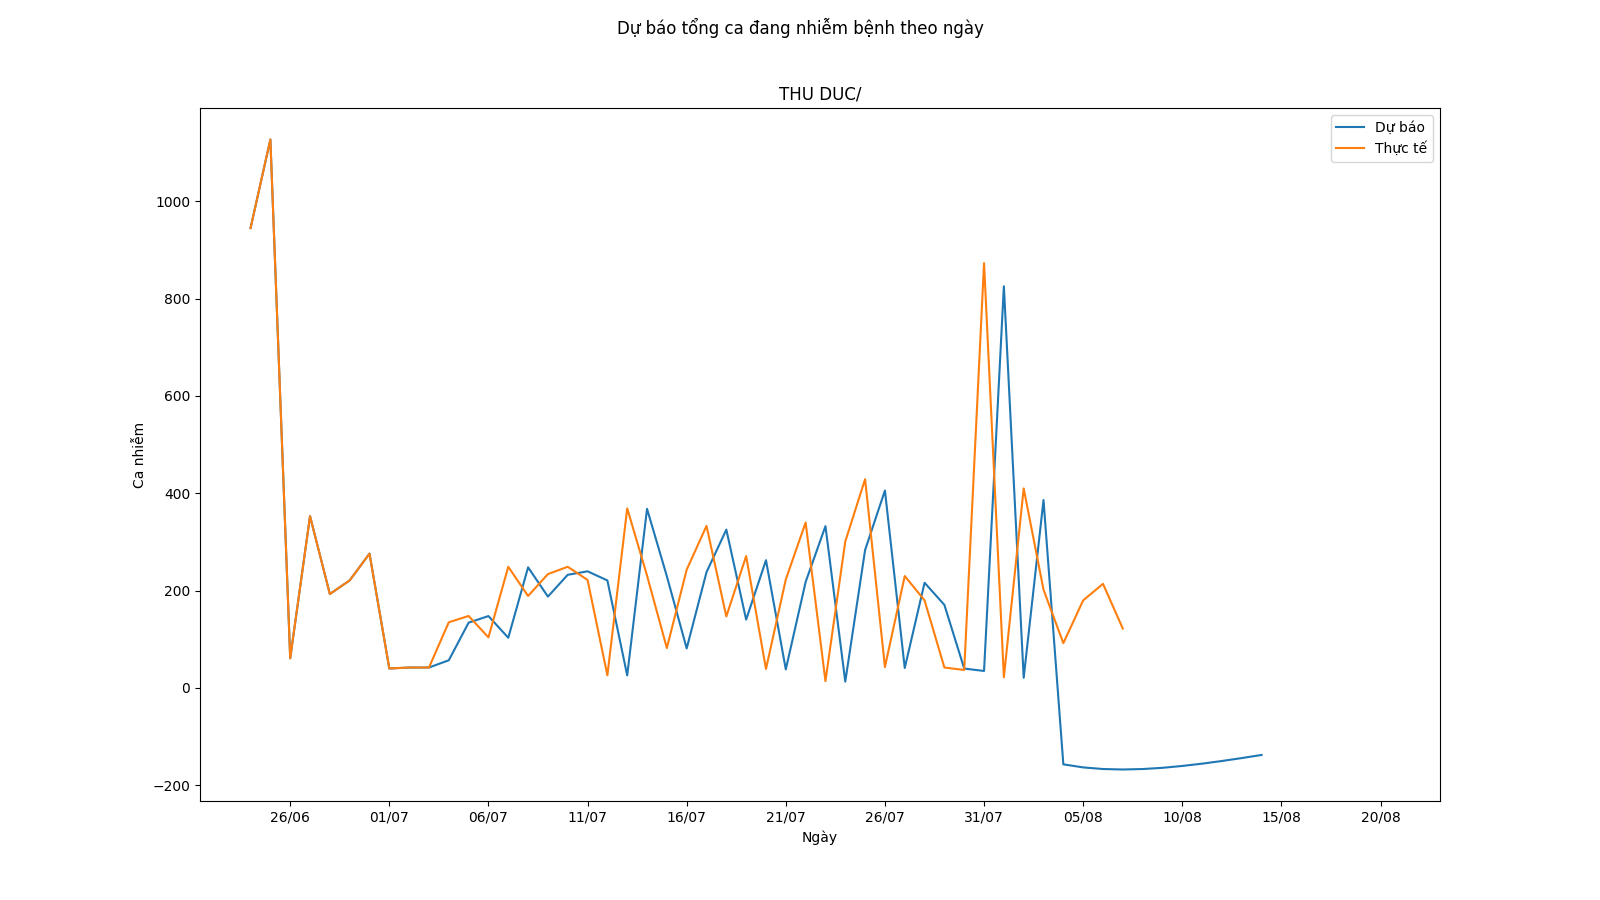 Dự báo tổng ca đang nhiễm bệnh theo ngày
THU DUC/
Dự báo
Thực tế
1000
800
600
400
200
0
−200
Ca nhiễm
26/06 01/07 06/07 11/07 16/07 21/07 26/07 31/07 05/08 10/08 15/08 20/08
Ngày